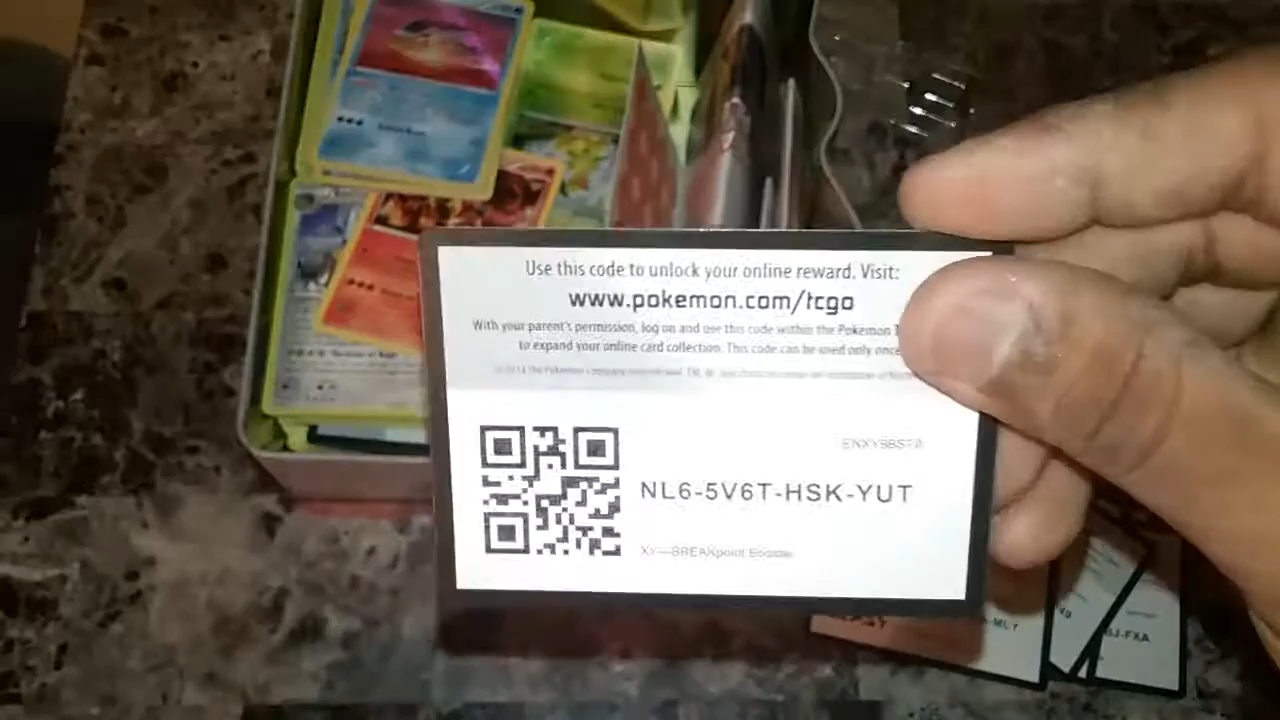 Use this code to unlock your online reward. Visit:
www.pokemon.com/tcgo
With your parent's permission, log on and use this code within the Pokemon
to expand your online card collection. This code can be used only once
NL6-5V6T-HSK-YUT
XY—BREAKpoint Booster
BJ-FXA